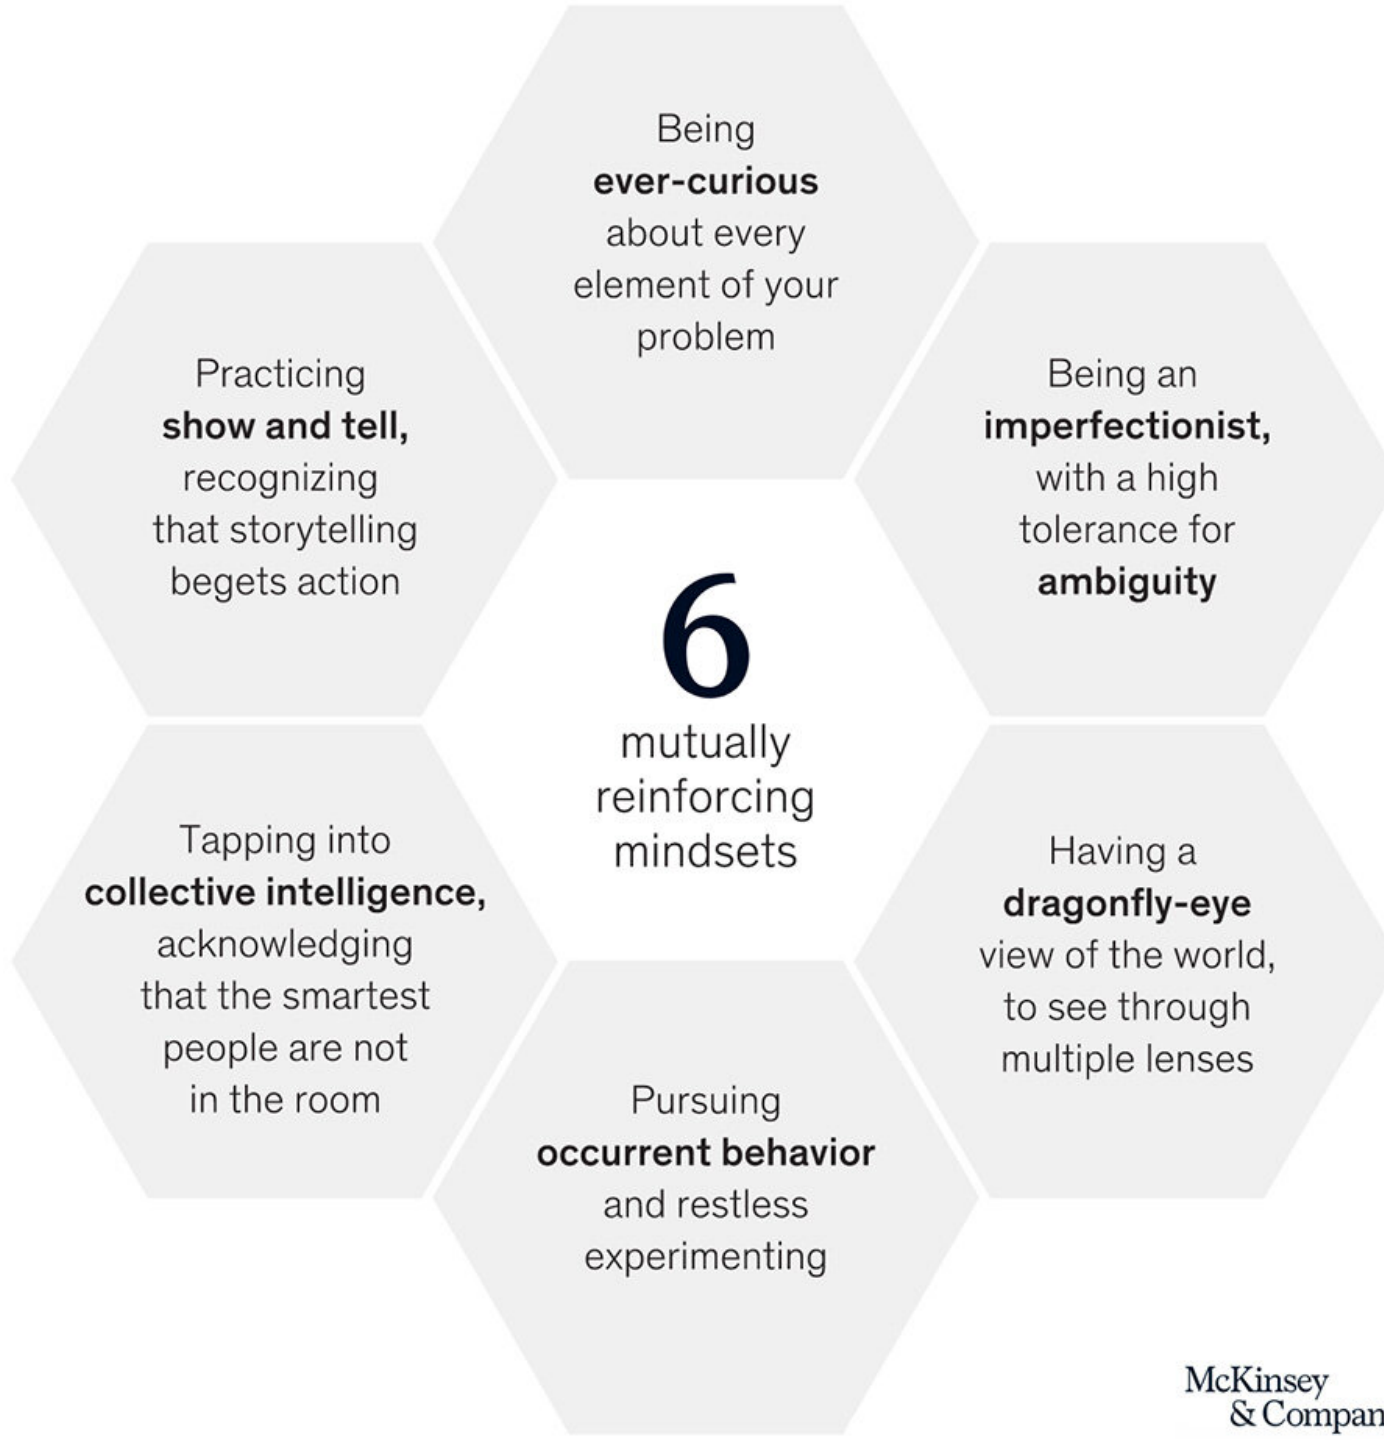 Being
ever-curious
about every
element of your
problem
Being an
imperfectionist,
with a high
tolerance for
ambiguity
Having a
dragonfly-eye
view of the world,
to see through
multiple lenses
Pursuing
occurrent behavior
and restless
experimenting
Tapping into
collective intelligence,
acknowledging
that the smartest
people are not
in the room
Practicing
show and tell,
recognizing
that storytelling
begets action
6
mutually
reinforcing
mindsets
McKinsey
& Compan